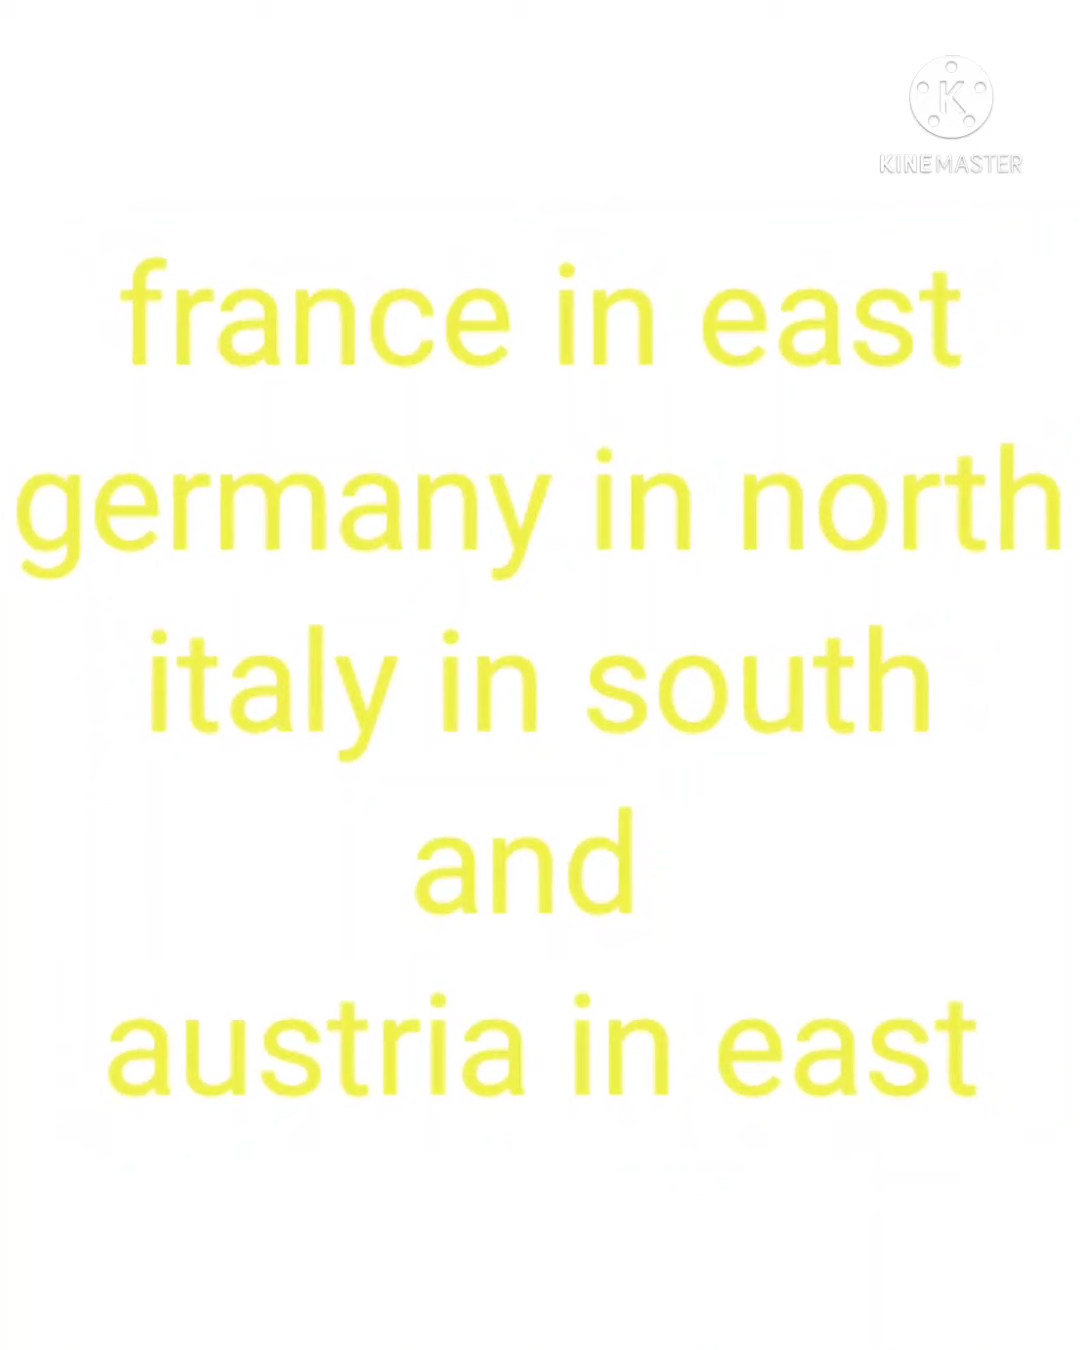 KINEMASTER
france in east
germany in north
italy in south
and
austria in east